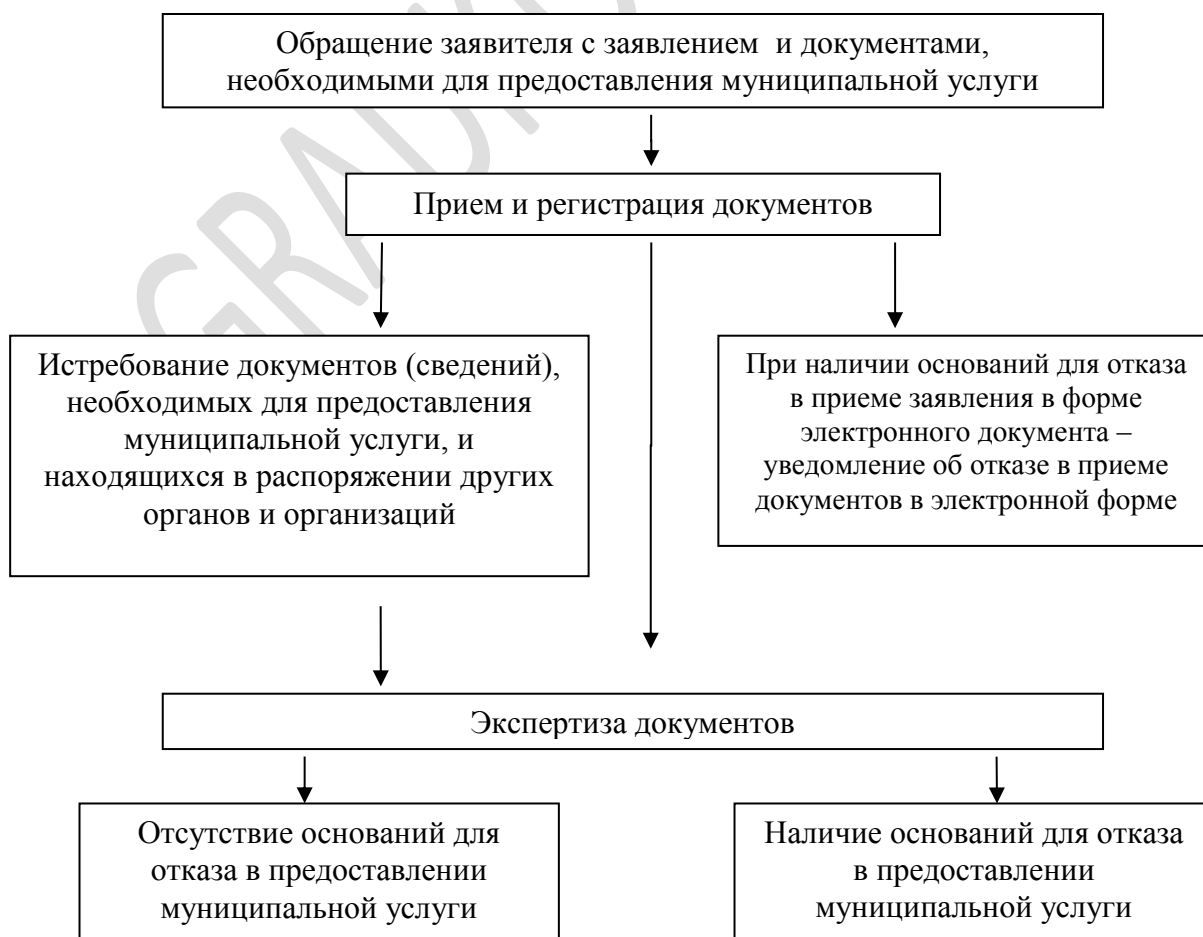 Обращение заявителя с заявлением и документами,
необходимыми для предоставления муниципальной услуги
Прием и регистрация документов
Истребование документов (сведений),
необходимых для предоставления
муниципальной услуги, и
находящихся в распоряжении других
органов и организаций
При наличии оснований для отказа
в приеме заявления в форме
электронного документа –
уведомление об отказе в приеме
документов в электронной форме
Экспертиза документов
Отсутствие оснований для
отказа в предоставлении
муниципальной услуги
Наличие оснований для отказа
в предоставлении
муниципальной услуги